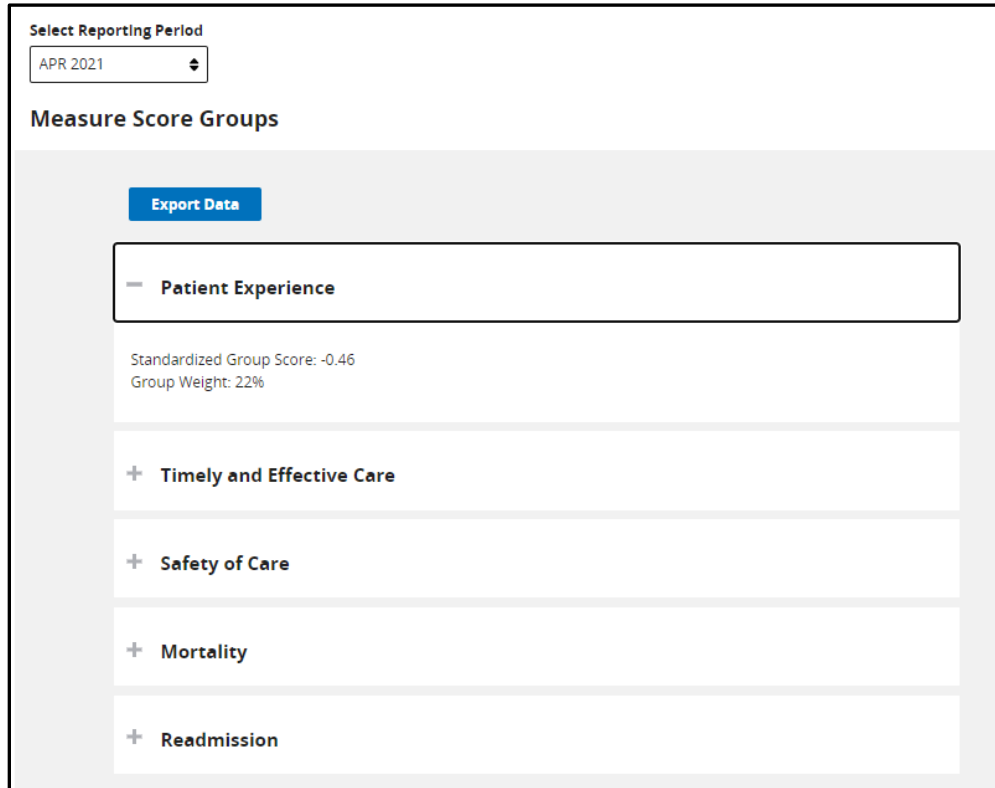 Select Reporting Period
APR 2021
Measure Score Groups
Export Data
Patient Experience
Standardized Group Score: -0.46
Group Weight: 22%
Timely and Effective Care
Safety of Care
Mortality
Readmission